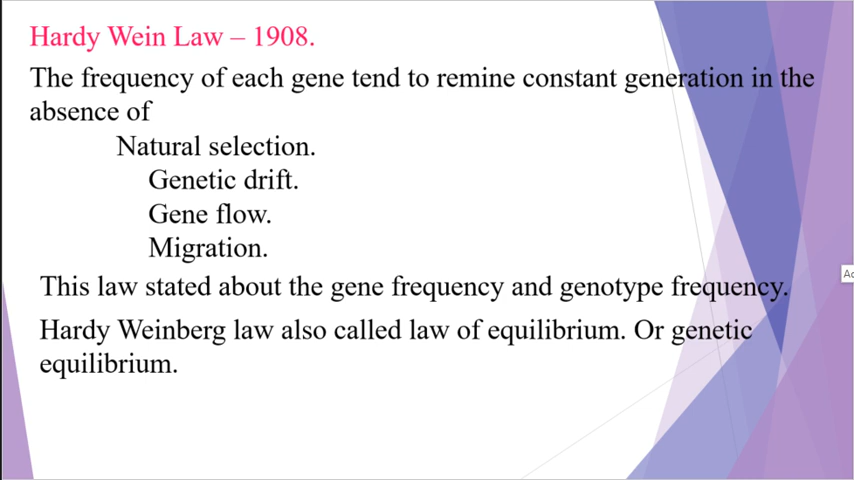 Hardy Wein Law – 1908.
The frequency of each gene tend to remine constant generation in the
absence of
Natural selection.
Genetic drift.
Gene flow.
Migration.
This law stated about the gene frequency and genotype frequency.
Hardy Weinberg law also called law of equilibrium. Or genetic
equilibrium.